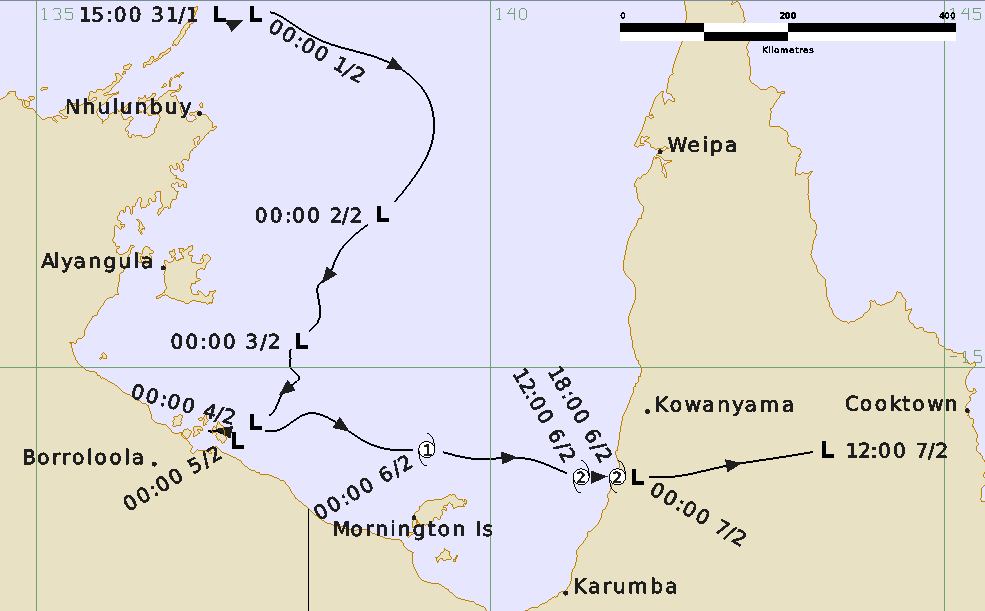 135
140
145
15:00 31/1 L L
0 200 400
Kilometres
00:00 1/2
Nhulunbuy
Weipa
00:00 2/2 L
Alyangula
00:00 3/2 L
-15
12:00 6/2
18:00 6/2
00:00 4/2
L
Kowanyama
Cooktown
L
Borroloola
00:00 5/2
1
L 12:00 7/2
00:00 6/2
2
2
L
00:00 7/2
Mornington Is
Karumba